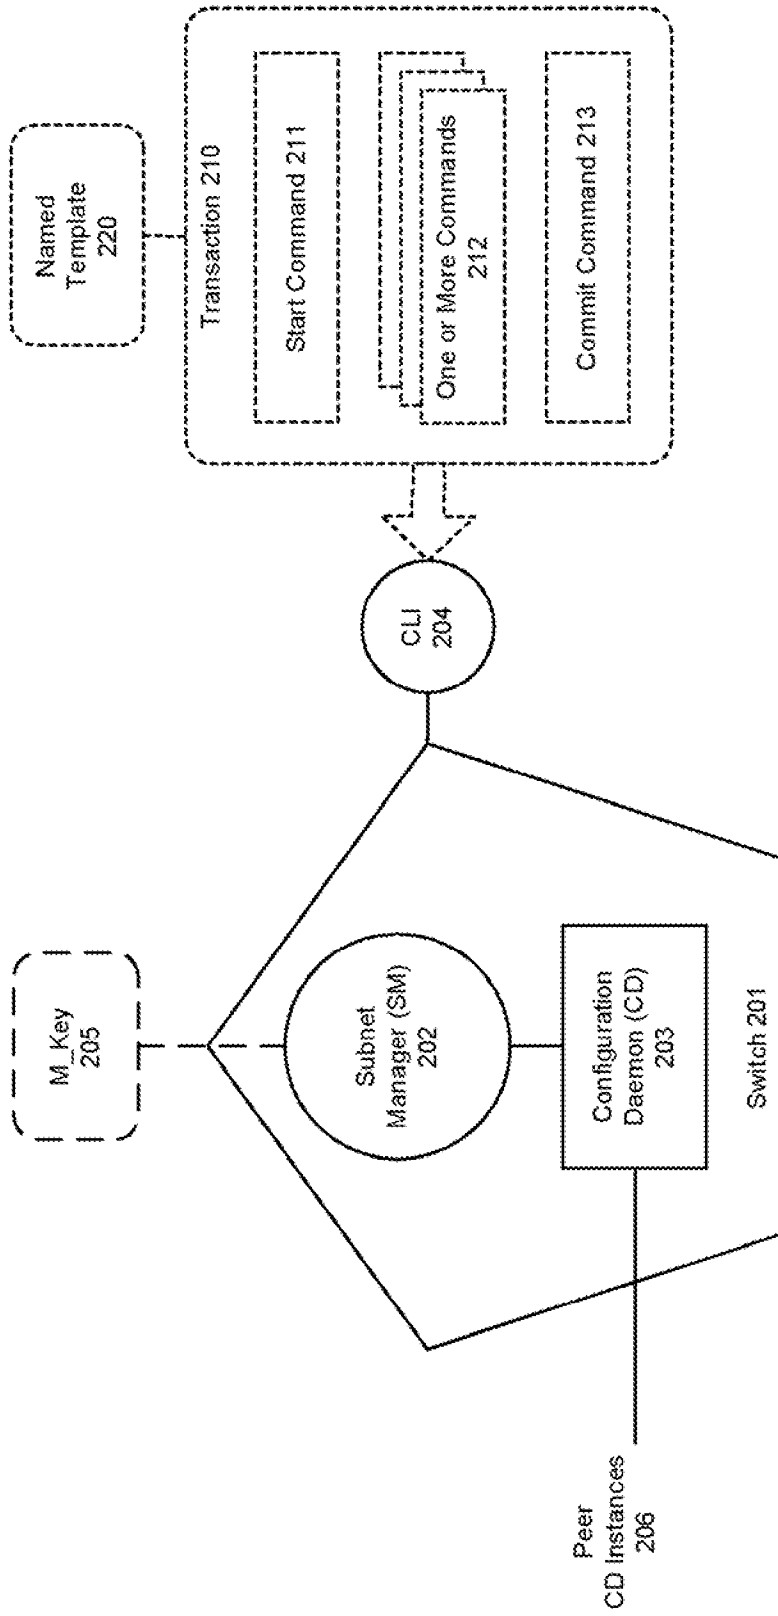 M_Key
205
Named
Template
220
Transaction 210
Start Command 211
One or More Commands
212
Commit Command 213
CLI
204
Subnet
Manager (SM)
202
Configuration
Daemon (CD)
203
Switch 201
Peer
CD Instances
206